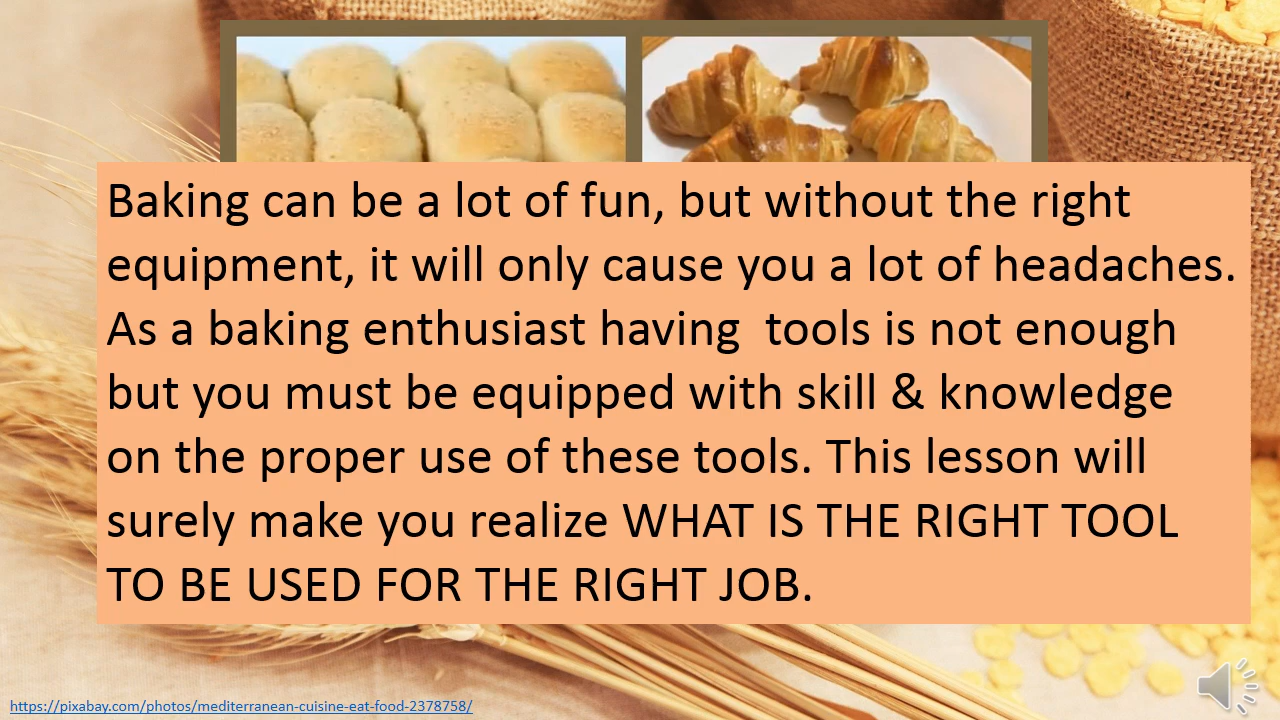 Baking can be a lot of fun, but without the right
equipment, it will only cause you a lot of headaches.
As a baking enthusiast having  tools is not enough
but you must be equipped with skill & knowledge
on the proper use of these tools. This lesson will
surely make you realize WHAT IS THE RIGHT TOOL
TO BE USED FOR THE RIGHT JOB.
https://pixabay.com/photos/mediterranean-cuisine-eat-food-2378758/